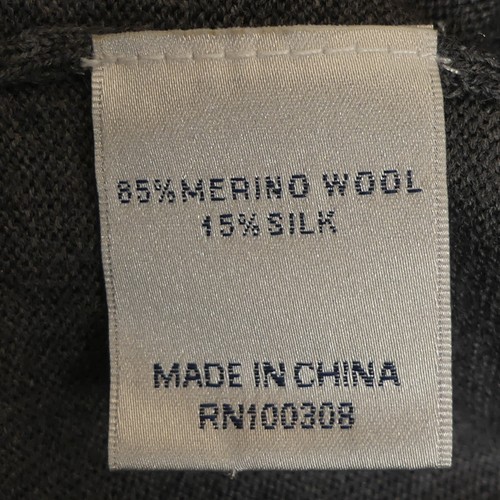 85% MERINO WOOL
15% SILK
MADE IN CHINA
RN100308